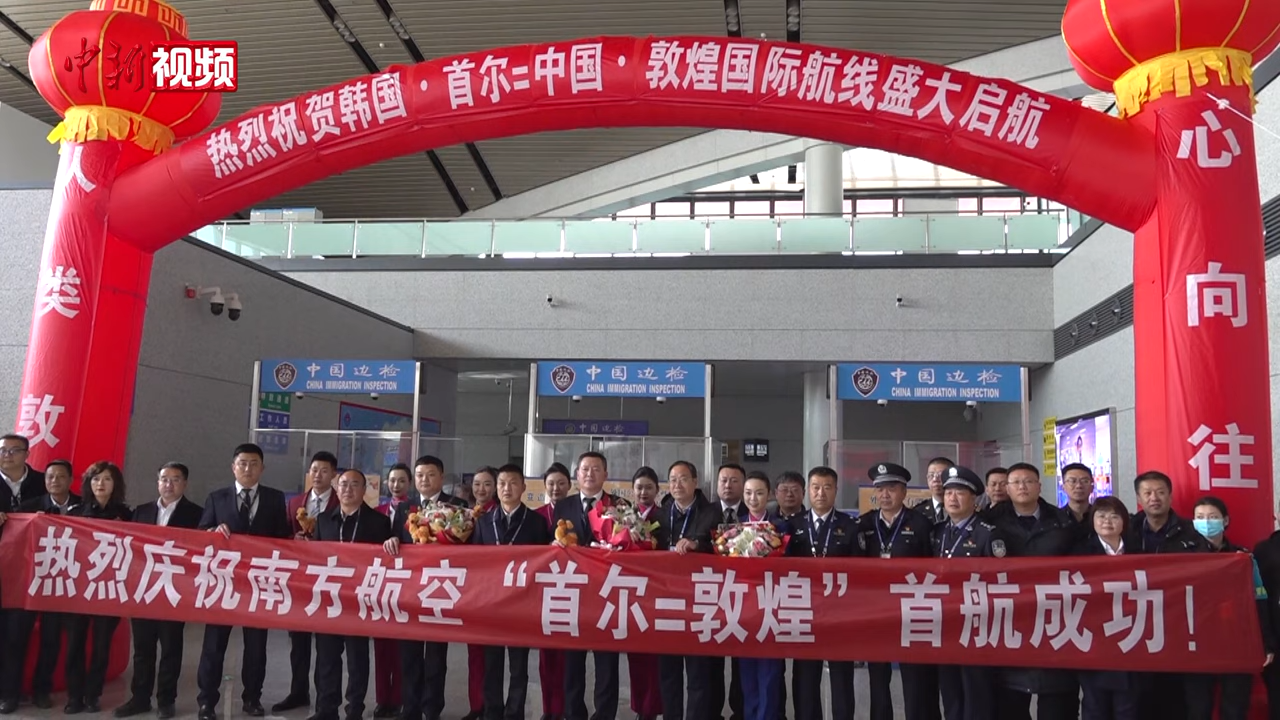 中新视频
热烈祝贺韩国·首尔=中国·敦煌国际航线盛大启航
人类敦
心向往
中国边检
CHINA IMMIGRATION INSPECTION
中国边检
CHINA IMMIGRATION INSPECTION
中国边检
CHINA IMMIGRATION INSPECTION
中国边检
热烈庆祝南方航空“首尔=敦煌”首航成功！